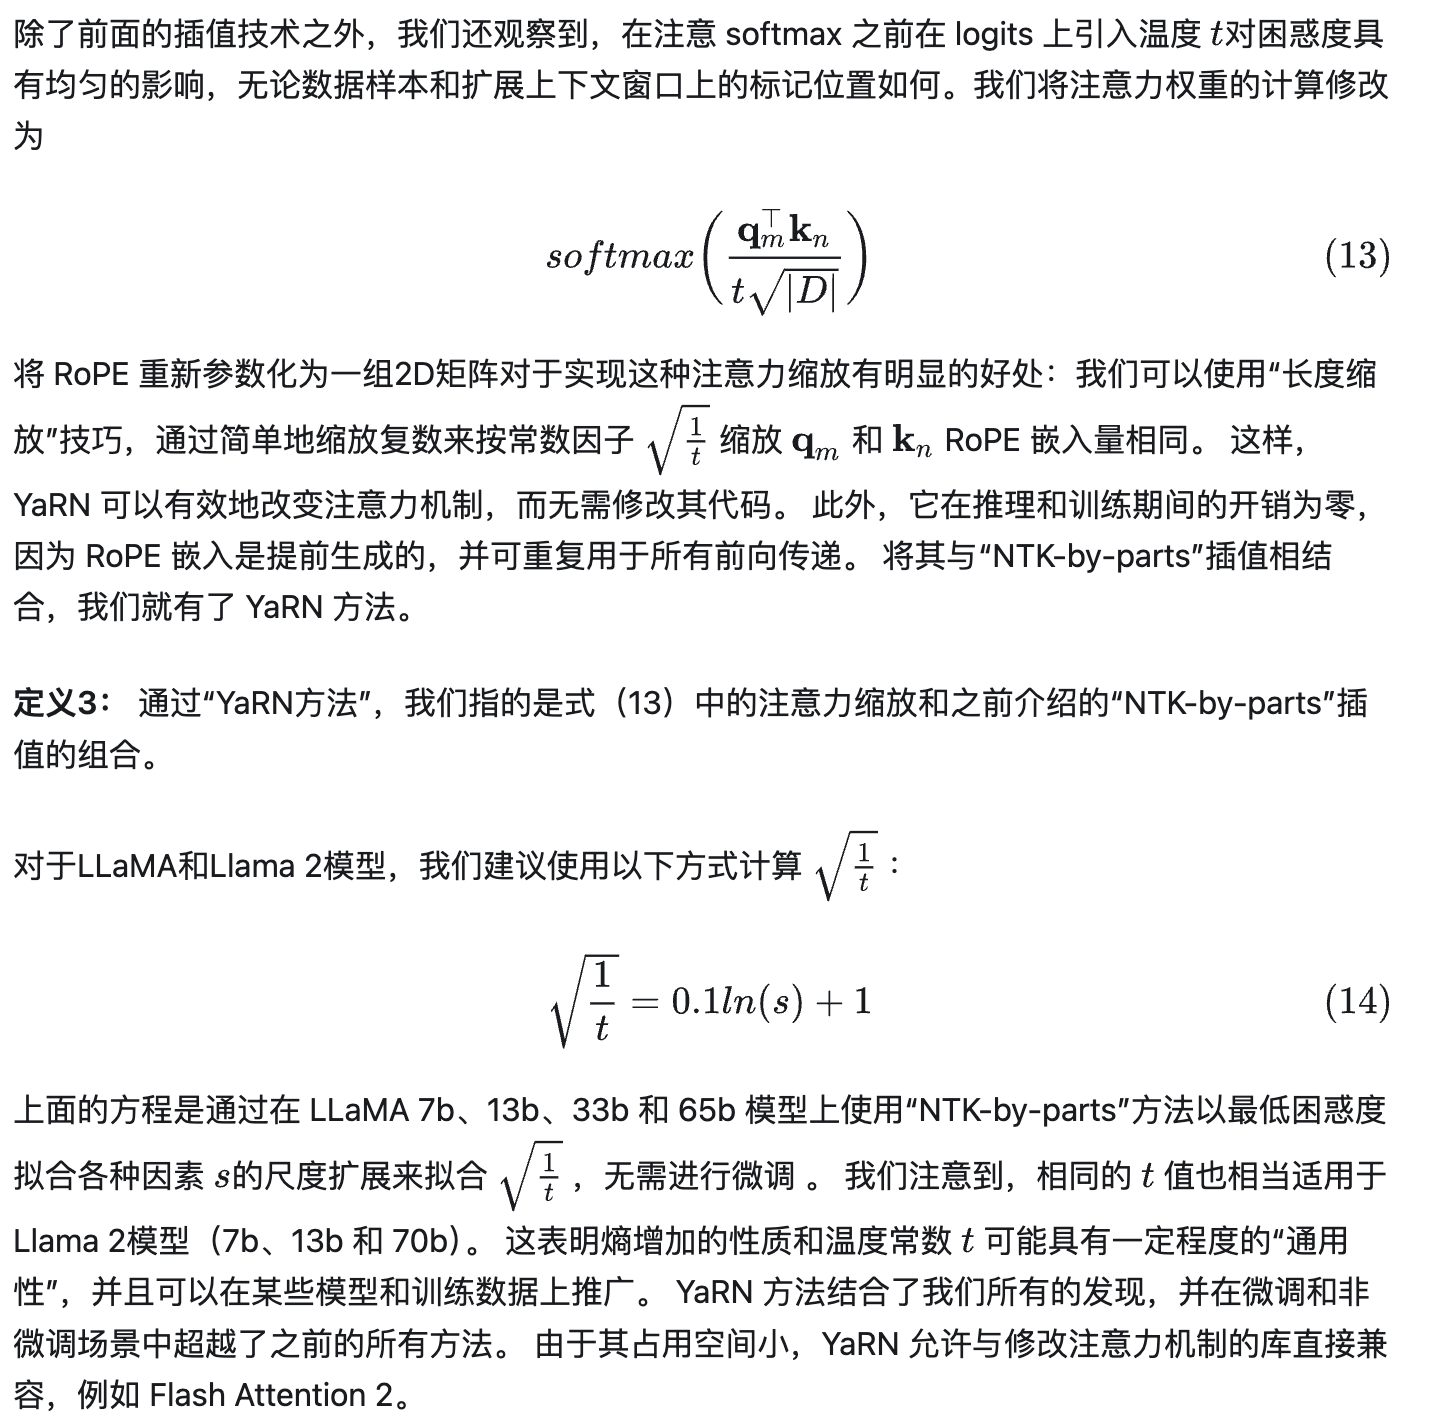 除了前面的插值技术之外，我们还观察到，在注意 softmax 之前在 logits 上引入温度 t对困惑度具
有均匀的影响，无论数据样本和扩展上下文窗口上的标记位置如何。我们将注意力权重的计算修改
为
softmax(q_m^⊤ k_n / (t√|D|)) (13)
将 RoPE 重新参数化为一组2D矩阵对于实现这种注意力缩放有明显的好处：我们可以使用“长度缩
放”技巧，通过简单地缩放复数来按常数因子 √(1/t) 缩放 q_m 和 k_n RoPE 嵌入量相同。 这样，
YaRN 可以有效地改变注意力机制，而无需修改其代码。 此外，它在推理和训练期间的开销为零，
因为 RoPE 嵌入是提前生成的，并可重复用于所有前向传递。 将其与“NTK-by-parts”插值相结
合，我们就有了 YaRN 方法。
定义3： 通过“YaRN方法”，我们指的是式（13）中的注意力缩放和之前介绍的“NTK-by-parts”插
值的组合。
对于LLaMA和Llama 2模型，我们建议使用以下方式计算 √(1/t)：
√(1/t) = 0.1ln(s) + 1 (14)
上面的方程是通过在 LLaMA 7b、13b、33b 和 65b 模型上使用“NTK-by-parts”方法以最低困惑度
拟合各种因素 s的尺度扩展来拟合 √(1/t)，无需进行微调 。 我们注意到，相同的 t 值也相当适用于
Llama 2模型（7b、13b 和 70b）。 这表明熵增加的性质和温度常数 t 可能具有一定程度的“通用
性”，并且可以在某些模型和训练数据上推广。 YaRN 方法结合了我们所有的发现，并在微调和非
微调场景中超越了之前的所有方法。 由于其占用空间小，YaRN 允许与修改注意力机制的库直接兼
容，例如 Flash Attention 2。